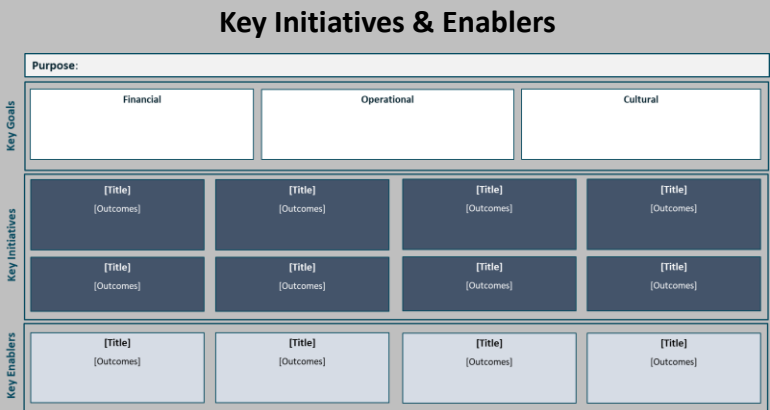 Key Initiatives & Enablers
Purpose:
Key Goals
Financial
Operational
Cultural
Key Initiatives
[Title]
[Outcomes]
[Title]
[Outcomes]
[Title]
[Outcomes]
[Title]
[Outcomes]
[Title]
[Outcomes]
[Title]
[Outcomes]
[Title]
[Outcomes]
[Title]
[Outcomes]
Key Enablers
[Title]
[Outcomes]
[Title]
[Outcomes]
[Title]
[Outcomes]
[Title]
[Outcomes]